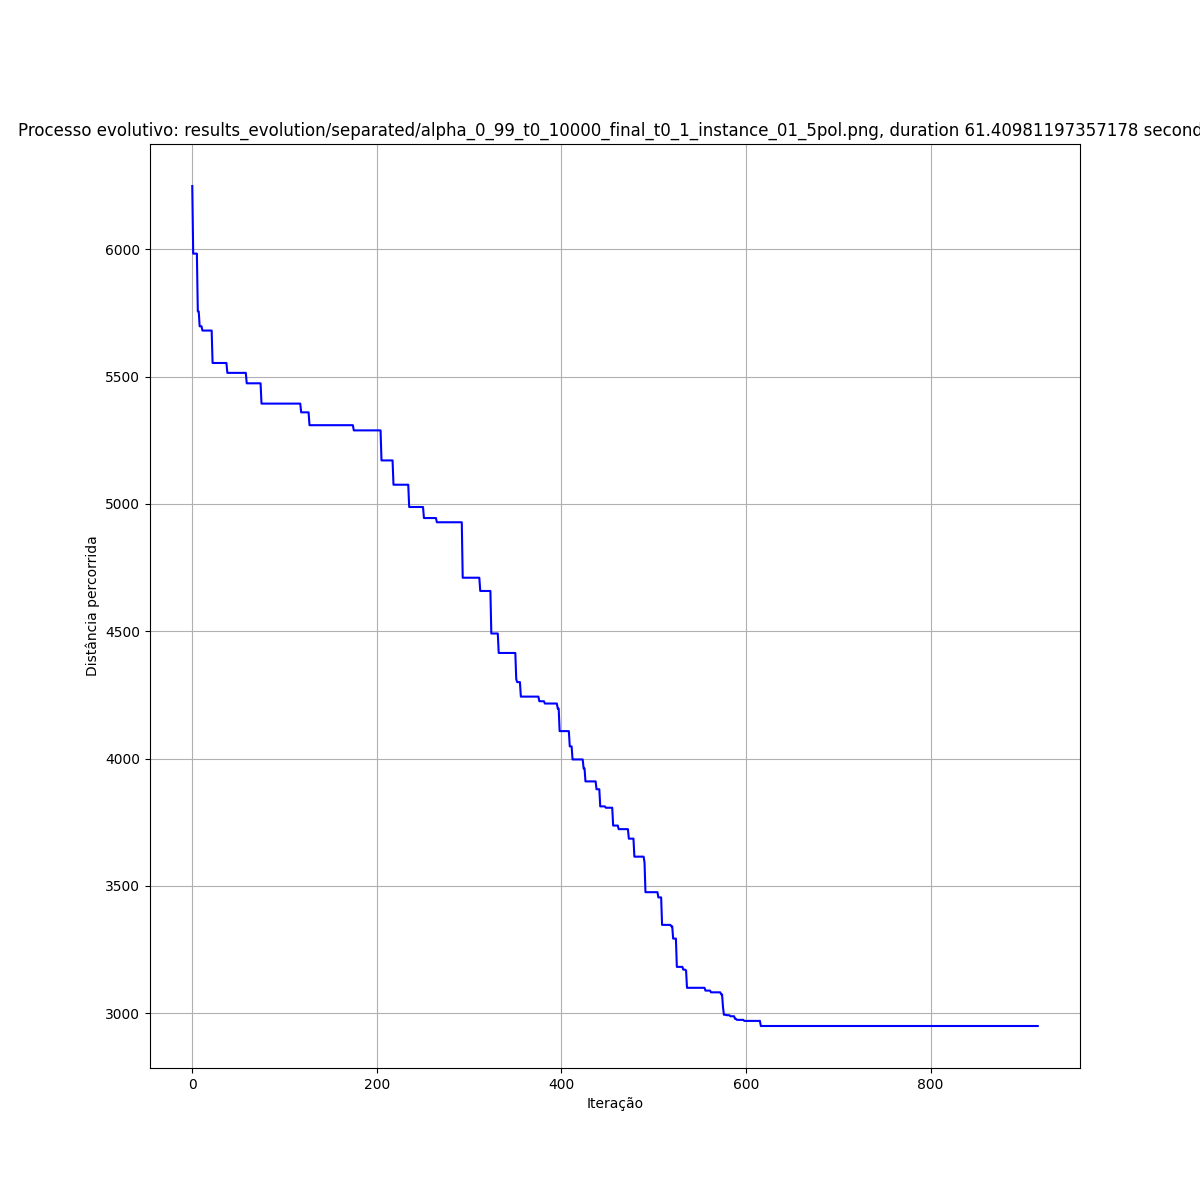 Processo evolutivo: results_evolution/separated/alpha_0_99_t0_10000_final_t0_1_instance_01_5pol.png, duration 61.40981197357178 second
6000
5500
5000
4500
4000
3500
3000
Distância percorrida
0 200 400 600 800
Iteração